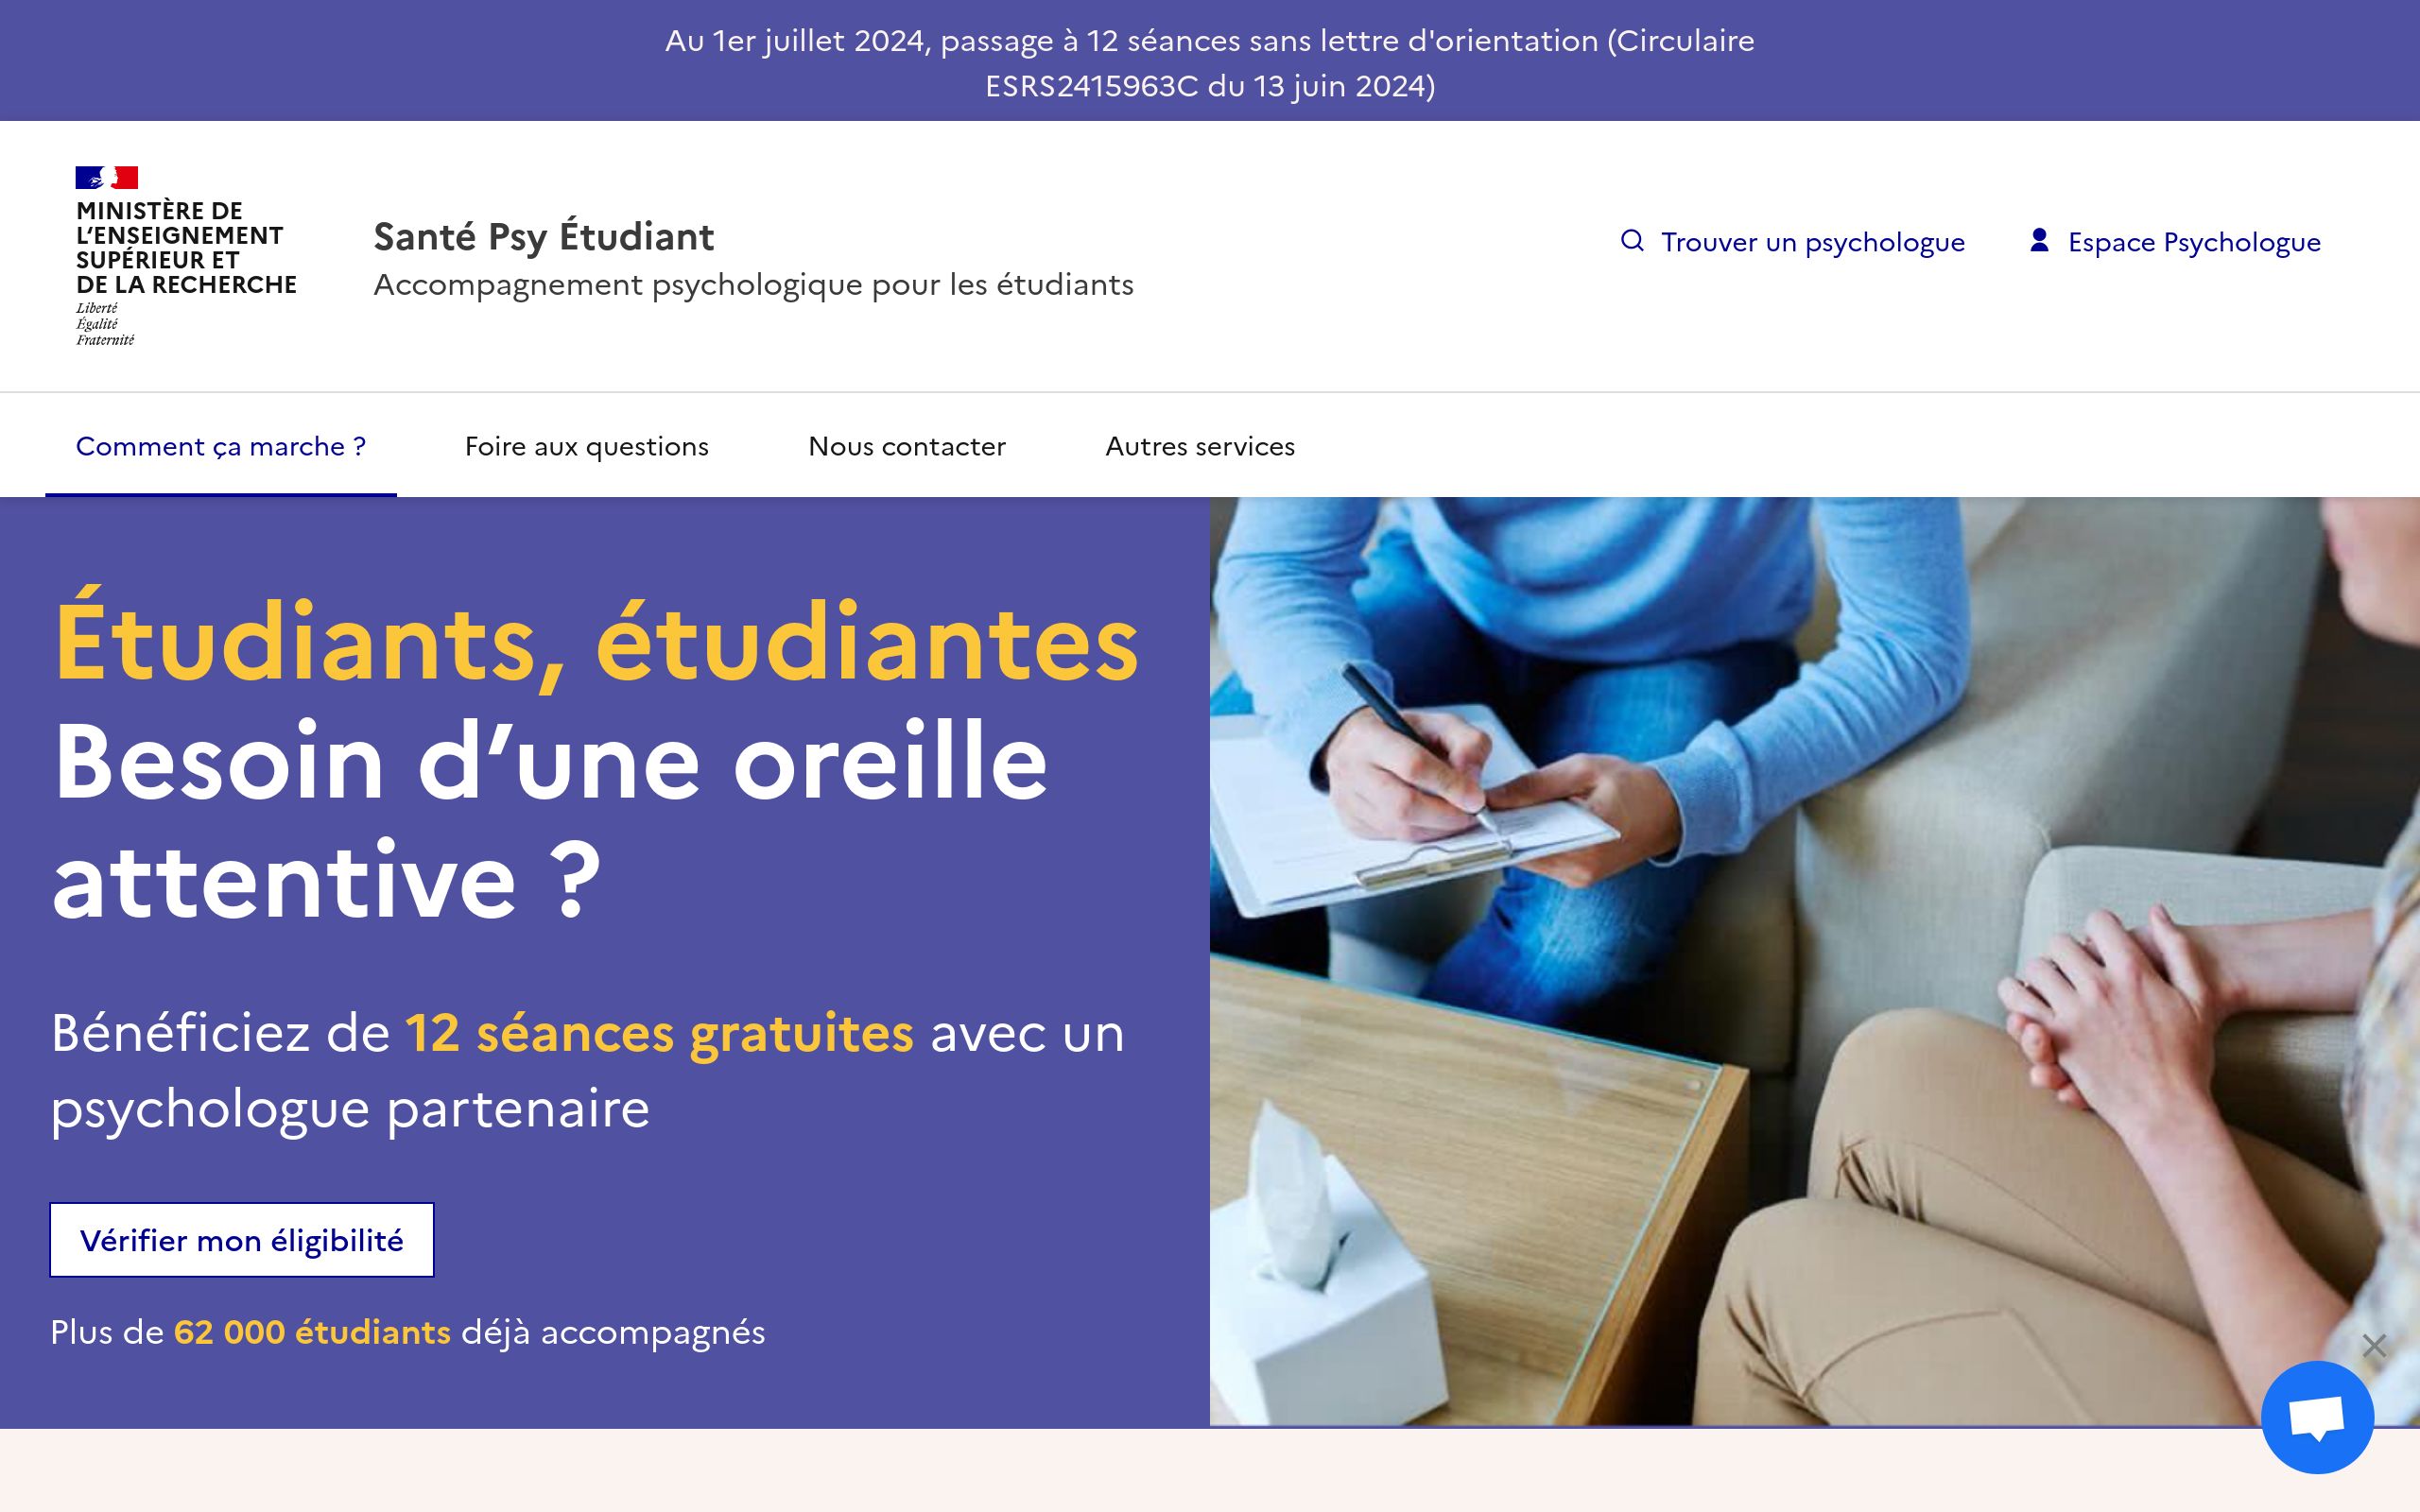 Au 1er juillet 2024, passage à 12 séances sans lettre d'orientation (Circulaire
ESRS2415963C du 13 juin 2024)
MINISTÈRE DE
L‘ENSEIGNEMENT
SUPÉRIEUR ET
DE LA RECHERCHE
Liberté
Égalité
Fraternité
Santé Psy Étudiant
Accompagnement psychologique pour les étudiants
Trouver un psychologue
Espace Psychologue
Comment ça marche ?
Foire aux questions
Nous contacter
Autres services
Étudiants, étudiantes
Besoin d’une oreille
attentive ?
Bénéficiez de 12 séances gratuites avec un
psychologue partenaire
Vérifier mon éligibilité
Plus de 62 000 étudiants déjà accompagnés